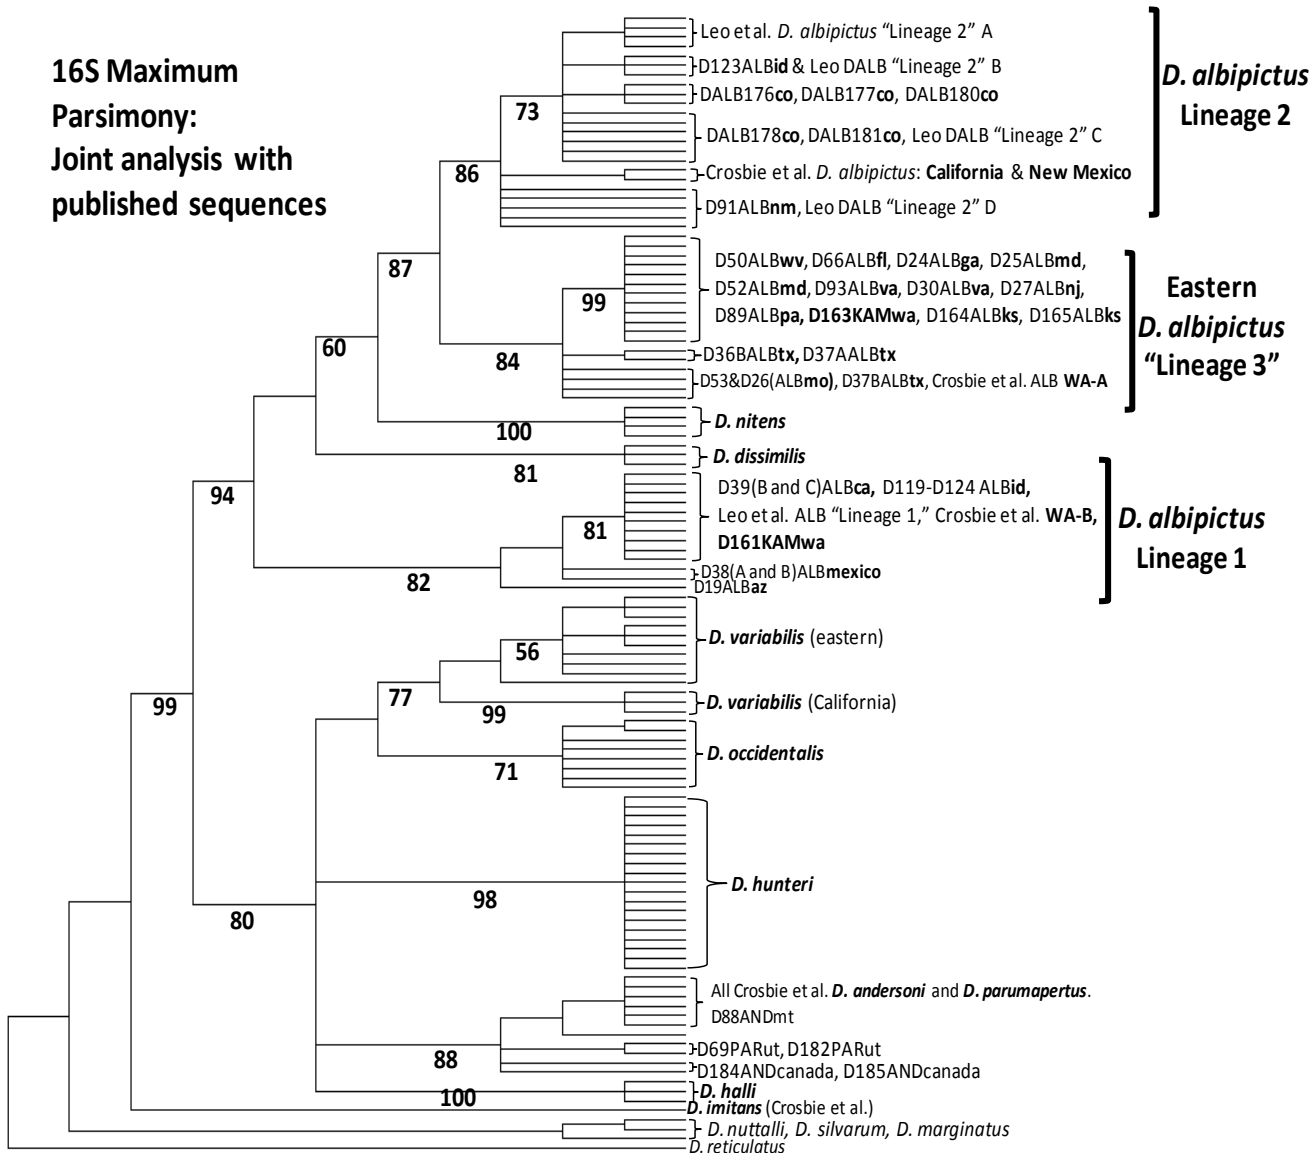 16S Maximum
Parsimony:
Joint analysis with
published sequences
Leo et al. D. albipictus “Lineage 2” A
D123ALBid & Leo DALB “Lineage 2” B
DALB176co, DALB177co, DALB180co
73
DALB178co, DALB181co, Leo DALB “Lineage 2” C
86
Crosbie et al. D. albipictus: California & New Mexico
D91ALBnm, Leo DALB “Lineage 2” D
D. albipictus
Lineage 2
87
D50ALBwv, D66ALBfl, D24ALBga, D25ALBmd,
D52ALBmd, D93ALBva, D30ALBva, D27ALBnj,
D89ALBpa, D163KAMwa, D164ALBks, D165ALBks
99
60
84
D36BALBtx, D37AALBtx
D53&D26(ALBmo), D37BALBtx, Crosbie et al. ALB WA-A
Eastern
D. albipictus
“Lineage 3”
100
D. nitens
D. dissimilis
81
94
D39(B and C)ALBca, D119-D124 ALBid,
Leo et al. ALB “Lineage 1,” Crosbie et al. WA-B,
D161KAMwa
81
82
D38(A and B)ALBmexico
D19ALBaz
D. albipictus
Lineage 1
56
D. variabilis (eastern)
77
99
D. variabilis (California)
99
71
D. occidentalis
98
D. hunteri
80
All Crosbie et al. D. andersoni and D. parumapertus.
D88ANDmt
88
D69PARut, D182PARut
D184ANDcanada, D185ANDcanada
100
D. halli
D. imitans (Crosbie et al.)
D. nuttalli, D. silvarum, D. marginatus
D. reticulatus